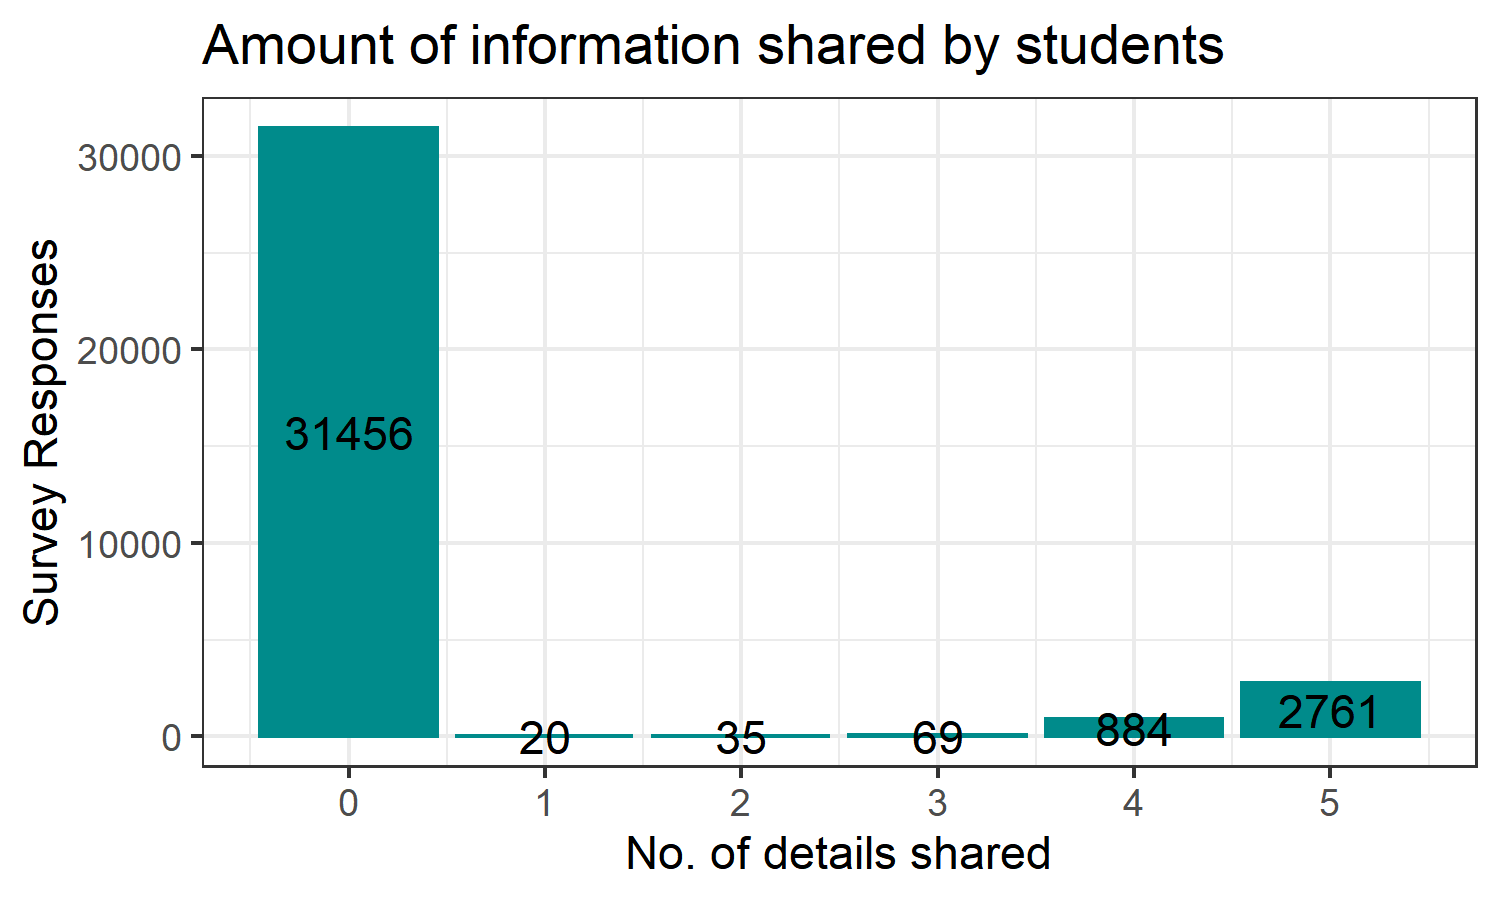 Amount of information shared by students
Survey Responses
30000
20000
10000
0
31456
20
35
69
884
2761
0 1 2 3 4 5
No. of details shared